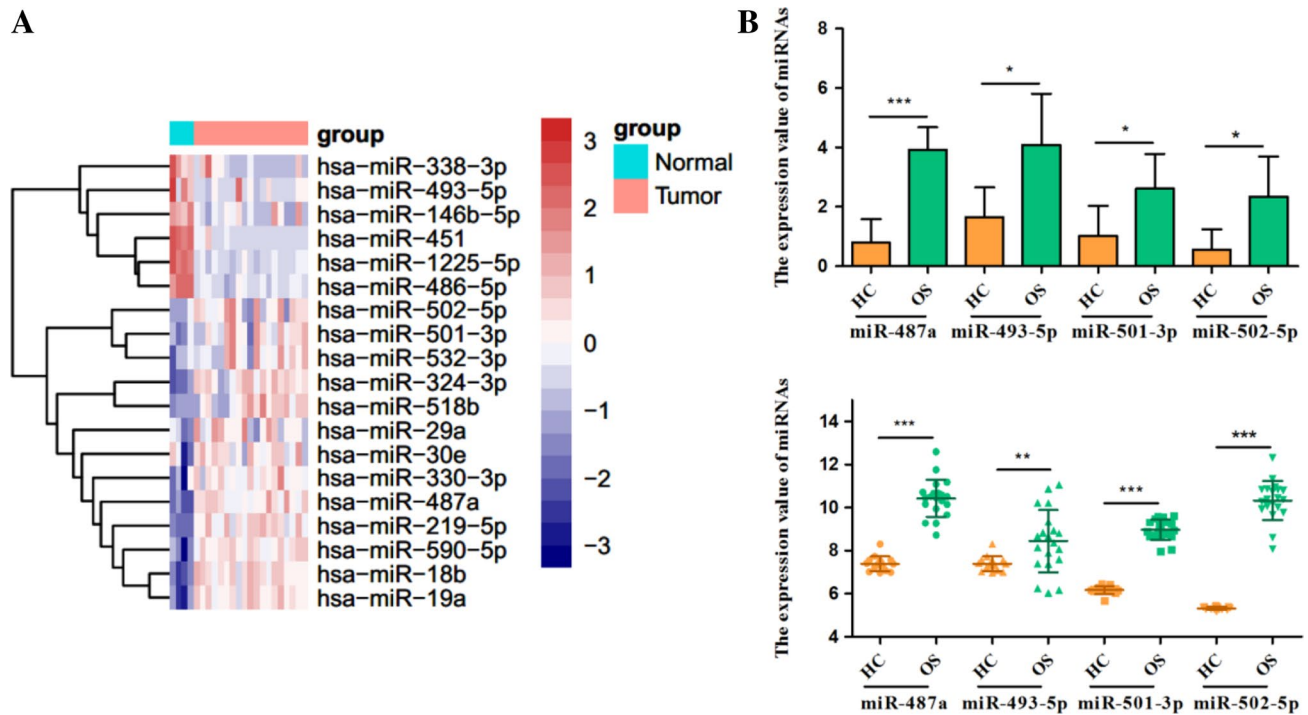 A
group
hsa-miR-338-3p
hsa-miR-493-5p
hsa-miR-146b-5p
hsa-miR-451
hsa-miR-1225-5p
hsa-miR-486-5p
hsa-miR-502-5p
hsa-miR-501-3p
hsa-miR-532-3p
hsa-miR-324-3p
hsa-miR-518b
hsa-miR-29a
hsa-miR-30e
hsa-miR-330-3p
hsa-miR-487a
hsa-miR-219-5p
hsa-miR-590-5p
hsa-miR-18b
hsa-miR-19a
3
2
1
0
-1
-2
-3
group
Normal
Tumor
B
The expression value of miRNAs
8
6
4
2
0
*** * * *
HC OS HC OS HC OS HC OS
miR-487a miR-493-5p miR-501-3p miR-502-5p
The expression value of miRNAs
14
12
10
8
6
4
*** ** *** ***
HC OS HC OS HC OS HC OS
miR-487a miR-493-5p miR-501-3p miR-502-5p